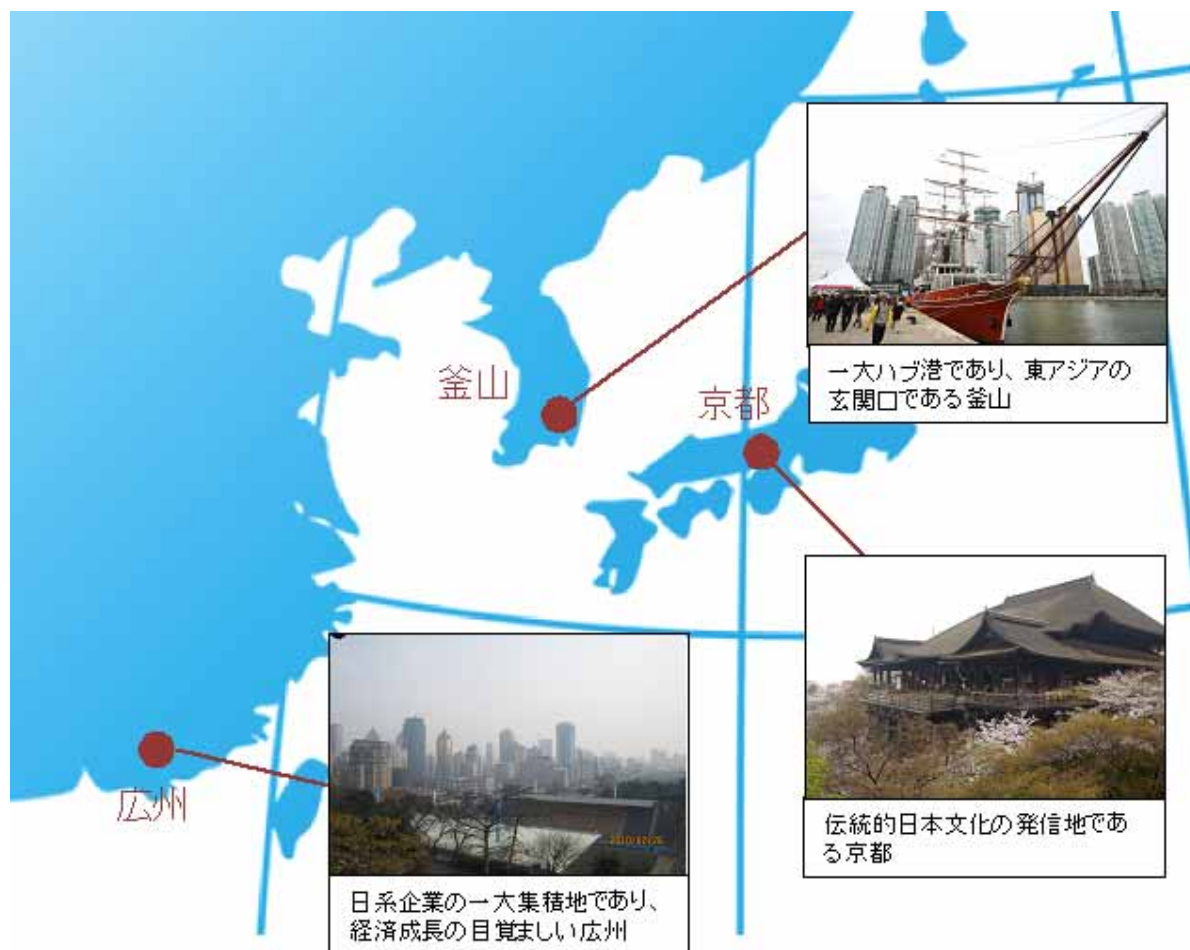 釜山
京都
広州
一大ハブ港であり、東アジアの
玄関口である釜山
伝統的日本文化の発信地であ
る京都
日系企業の一大集積地であり、
経済成長の目覚ましい広州